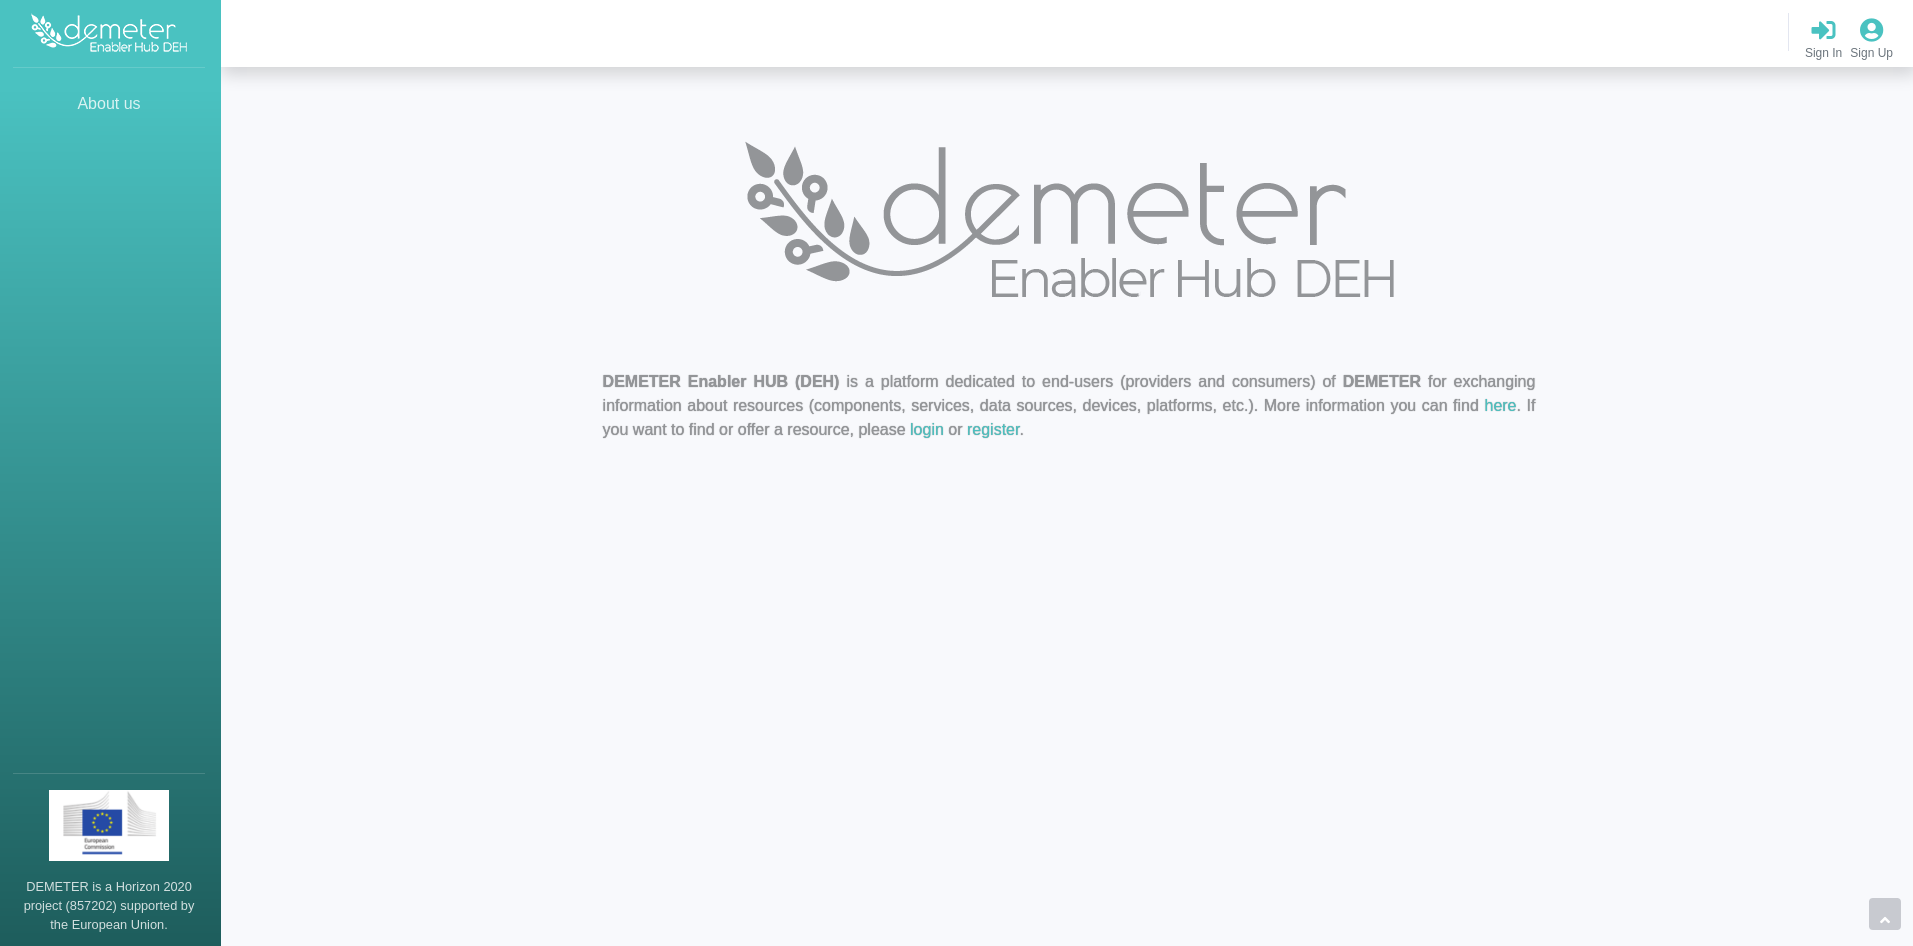 demeter
Enabler Hub DEH
About us
Sign In
Sign Up
demeter
Enabler Hub DEH
DEMETER Enabler HUB (DEH) is a platform dedicated to end-users (providers and consumers) of DEMETER for exchanging
information about resources (components, services, data sources, devices, platforms, etc.). More information you can find here. If
you want to find or offer a resource, please login or register.
European
Commission
DEMETER is a Horizon 2020
project (857202) supported by
the European Union.